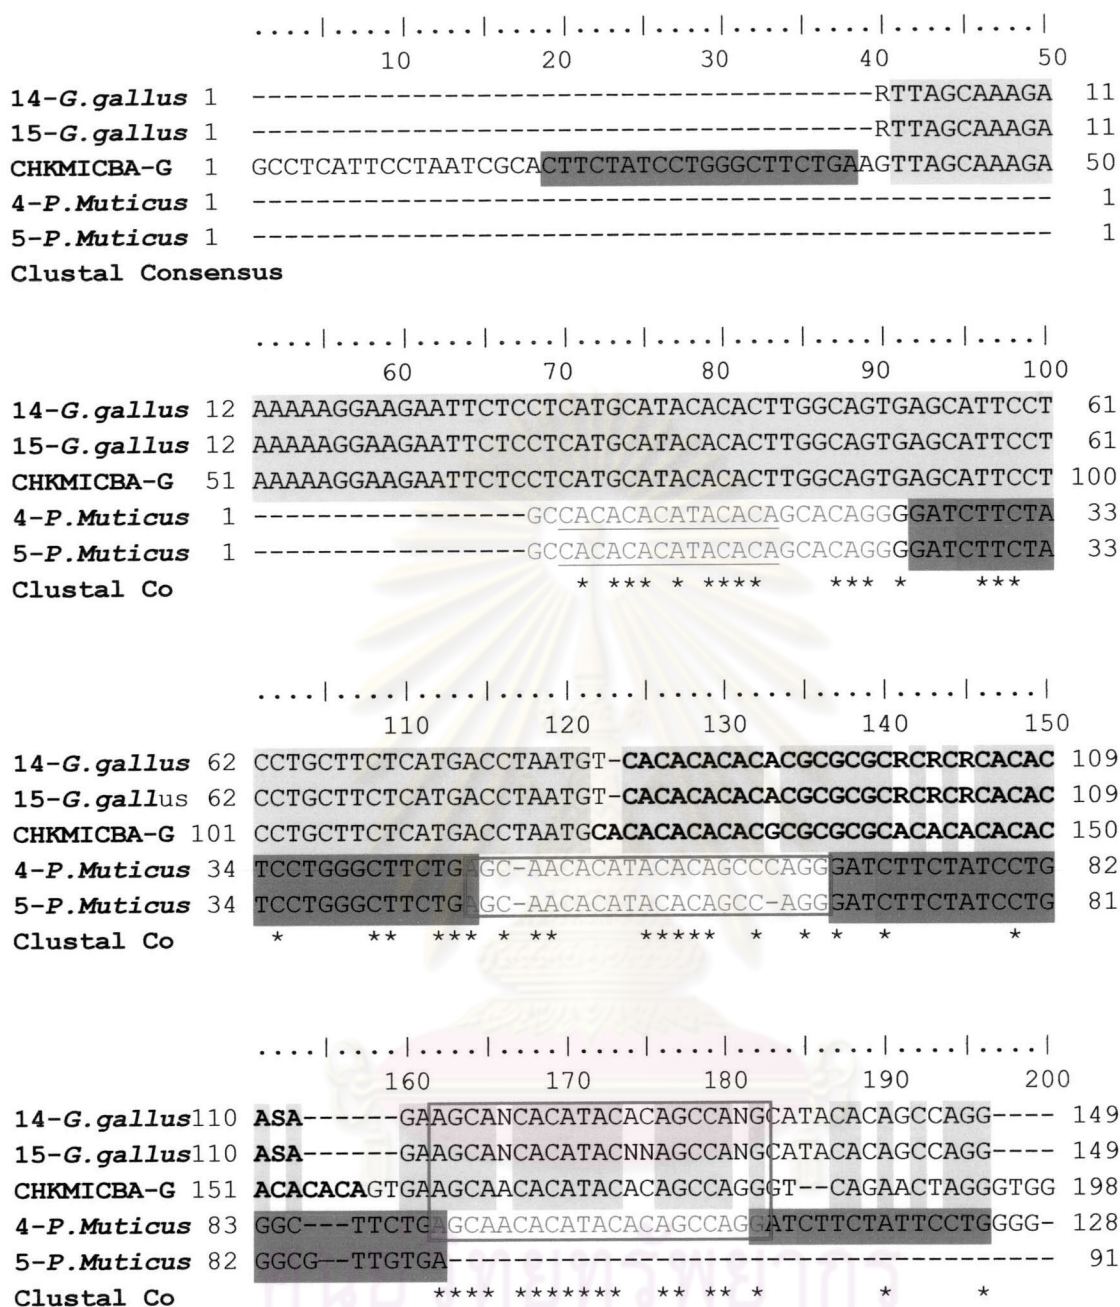 ....|....|....|....|....|....|....|....|....|....|
10 20 30 40 50
14-G.gallus 1 ---------------------------------------RTTAGCAAAGA 11
15-G.gallus 1 ---------------------------------------RTTAGCAAAGA 11
CHKMICBA-G 1 GCCTCATTCCTAATCGCACTTCTATCCTGGGCTTCTGAAGTTAGCAAAGA 50
4-P.Muticus 1 -------------------------------------------------- 1
5-P.Muticus 1 -------------------------------------------------- 1
Clustal Consensus
....|....|....|....|....|....|....|....|....|....|
60 70 80 90 100
14-G.gallus 12 AAAAAGGAAGAATTCTCCTCATGCATACACACTTGGCAGTGAGCATTCCT 61
15-G.gallus 12 AAAAAGGAAGAATTCTCCTCATGCATACACACTTGGCAGTGAGCATTCCT 61
CHKMICBA-G 51 AAAAAGGAAGAATTCTCCTCATGCATACACACTTGGCAGTGAGCATTCCT 100
4-P.Muticus 1 -----------------GCCACACACATACACAGCACAGGGGATCTTCTA 33
5-P.Muticus 1 -----------------GCCACACACATACACAGCACAGGGGATCTTCTA 33
Clustal Co * *** * **** *** * ***
....|....|....|....|....|....|....|....|....|....|
110 120 130 140 150
14-G.gallus 62 CCTGCTTCTCATGACCTAATGT-CACACACACACGCGCGCRCRCRCACAC 109
15-G.gallus 62 CCTGCTTCTCATGACCTAATGT-CACACACACACGCGCGCRCRCRCACAC 109
CHKMICBA-G 101 CCTGCTTCTCATGACCTAATGCACACACACACGCGCGCGCACACACACAC 150
4-P.Muticus 34 TCCTGGGCTTCTGAGC-AACACATACACAGCCCAGGGATCTTCTATCCTG 82
5-P.Muticus 34 TCCTGGGCTTCTGAGC-AACACATACACAGCC-AGGGATCTTCTATCCTG 81
Clustal Co * ** *** * ** ***** * * * * *
....|....|....|....|....|....|....|....|....|....|
160 170 180 190 200
14-G.gallus110 ASA------GAAGCANCACATACACAGCCANGCATACACAGCCAGG---- 149
15-G.gallus110 ASA------GAAGCANCACATACNNAGCCANGCATACACAGCCAGG---- 149
CHKMICBA-G 151 ACACACAGTGAAGCAACACATACACAGCCAGGGT--CAGAACTAGGGTGG 198
4-P.Muticus 83 GGC---TTCTGAGCAACACATACACAGCCAGGATCTTCTATTCCTGGGG- 128
5-P.Muticus 82 GGCG--TTGTGA-------------------------------------- 91
Clustal Co **** ******* ** ** * * *